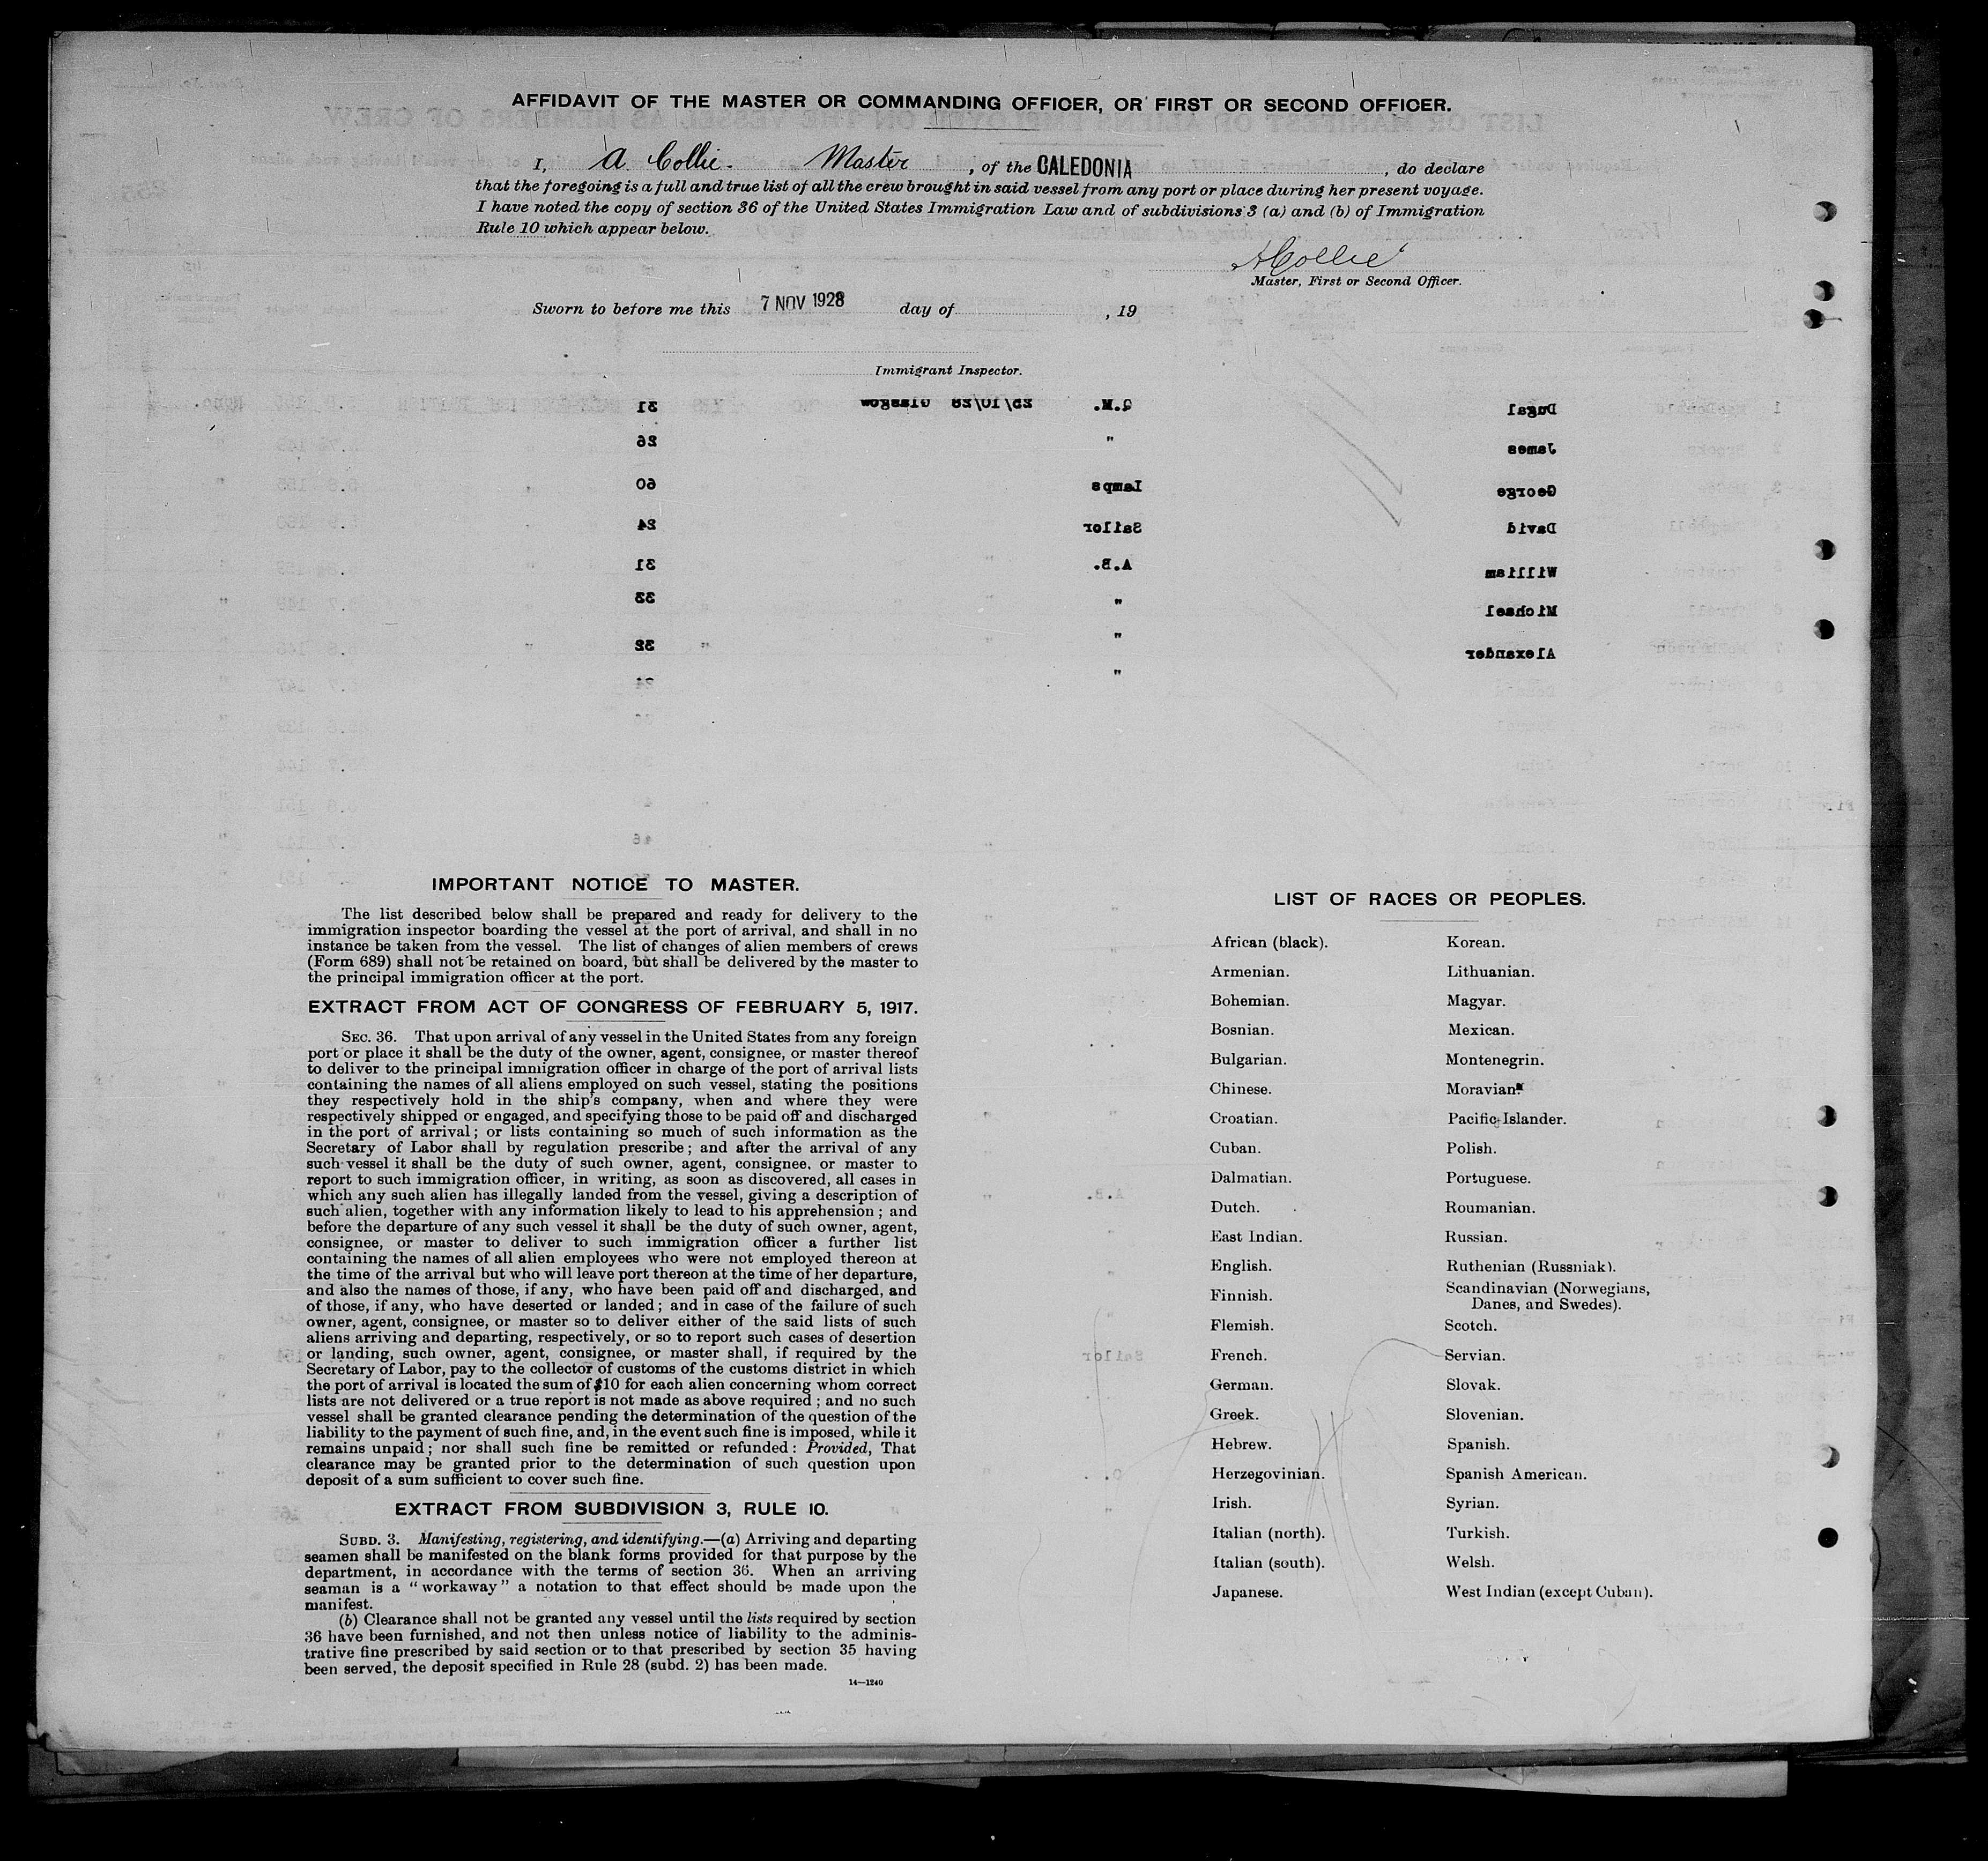 AFFIDAVIT OF THE MASTER OR COMMANDING OFFICER, OR FIRST OR SECOND OFFICER.
I, A. Collie. Master, of the CALEDONIA, do declare
that the foregoing is a full and true list of all the crew brought in said vessel from any port or place during her present voyage.
I have noted the copy of section 36 of the United States Immigration Law and of subdivisions 3 (a) and (b) of Immigration
Rule 10 which appear below.
A Collie
Master, First or Second Officer.
Sworn to before me this 7 NOV 1928 day of , 19
Immigrant Inspector.
31 25/10/28 Glasgow Q.M. Dugal
26 " James
60 Lamps George
24 Sailor David
31 A.B. William
33 " Michael
32 " Alexander
"
IMPORTANT NOTICE TO MASTER.
The list described below shall be prepared and ready for delivery to the
immigration inspector boarding the vessel at the port of arrival, and shall in no
instance be taken from the vessel. The list of changes of alien members of crews
(Form 689) shall not be retained on board, but shall be delivered by the master to
the principal immigration officer at the port.
EXTRACT FROM ACT OF CONGRESS OF FEBRUARY 5, 1917.
SEC. 36. That upon arrival of any vessel in the United States from any foreign
port or place it shall be the duty of the owner, agent, consignee, or master thereof
to deliver to the principal immigration officer in charge of the port of arrival lists
containing the names of all aliens employed on such vessel, stating the positions
they respectively hold in the ship's company, when and where they were
respectively shipped or engaged, and specifying those to be paid off and discharged
in the port of arrival; or lists containing so much of such information as the
Secretary of Labor shall by regulation prescribe; and after the arrival of any
such vessel it shall be the duty of such owner, agent, consignee, or master to
report to such immigration officer, in writing, as soon as discovered, all cases in
which any such alien has illegally landed from the vessel, giving a description of
such alien, together with any information likely to lead to his apprehension; and
before the departure of any such vessel it shall be the duty of such owner, agent,
consignee, or master to deliver to such immigration officer a further list
containing the names of all alien employees who were not employed thereon at
the time of the arrival but who will leave port thereon at the time of her departure,
and also the names of those, if any, who have been paid off and discharged, and
of those, if any, who have deserted or landed; and in case of the failure of such
owner, agent, consignee, or master so to deliver either of the said lists of such
aliens arriving and departing, respectively, or so to report such cases of desertion
or landing, such owner, agent, consignee, or master shall, if required by the
Secretary of Labor, pay to the collector of customs of the customs district in which
the port of arrival is located the sum of $10 for each alien concerning whom correct
lists are not delivered or a true report is not made as above required; and no such
vessel shall be granted clearance pending the determination of the question of the
liability to the payment of such fine, and, in the event such fine is imposed, while it
remains unpaid; nor shall such fine be remitted or refunded: Provided, That
clearance may be granted prior to the determination of such question upon
deposit of a sum sufficient to cover such fine.
EXTRACT FROM SUBDIVISION 3, RULE 10.
SUBD. 3. Manifesting, registering, and identifying.—(a) Arriving and departing
seamen shall be manifested on the blank forms provided for that purpose by the
department, in accordance with the terms of section 36. When an arriving
seaman is a "workaway" a notation to that effect should be made upon the
manifest.
(b) Clearance shall not be granted any vessel until the lists required by section
36 have been furnished, and not then unless notice of liability to the adminis-
trative fine prescribed by said section or to that prescribed by section 35 having
been served, the deposit specified in Rule 28 (subd. 2) has been made.
14—1240
LIST OF RACES OR PEOPLES.
African (black). Korean.
Armenian. Lithuanian.
Bohemian. Magyar.
Bosnian. Mexican.
Bulgarian. Montenegrin.
Chinese. Moravian.
Croatian. Pacific Islander.
Cuban. Polish.
Dalmatian. Portuguese.
Dutch. Roumanian.
East Indian. Russian.
English. Ruthenian (Russniak).
Finnish. Scandinavian (Norwegians,
Danes, and Swedes).
Flemish. Scotch.
French. Servian.
German. Slovak.
Greek. Slovenian.
Hebrew. Spanish.
Herzegovinian. Spanish American.
Irish. Syrian.
Italian (north). Turkish.
Italian (south). Welsh.
Japanese. West Indian (except Cuban).